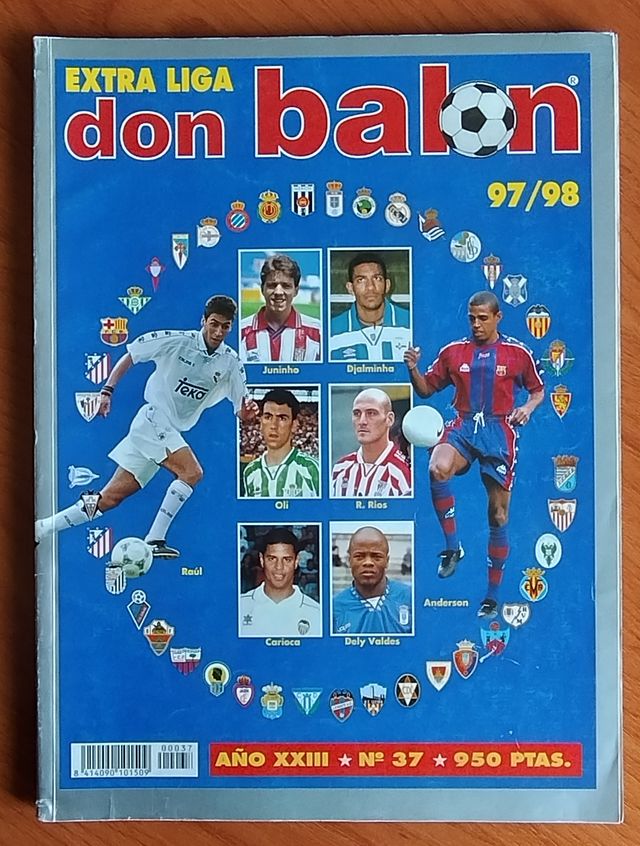 EXTRA LIGA
don balon®
97/98
Juninho
Djalminha
Teka
Oli
R. Rios
Raúl
Carioca
Dely Valdes
Anderson
00037
8 414090 101509
AÑO XXIII ★ Nº 37 ★ 950 PTAS.